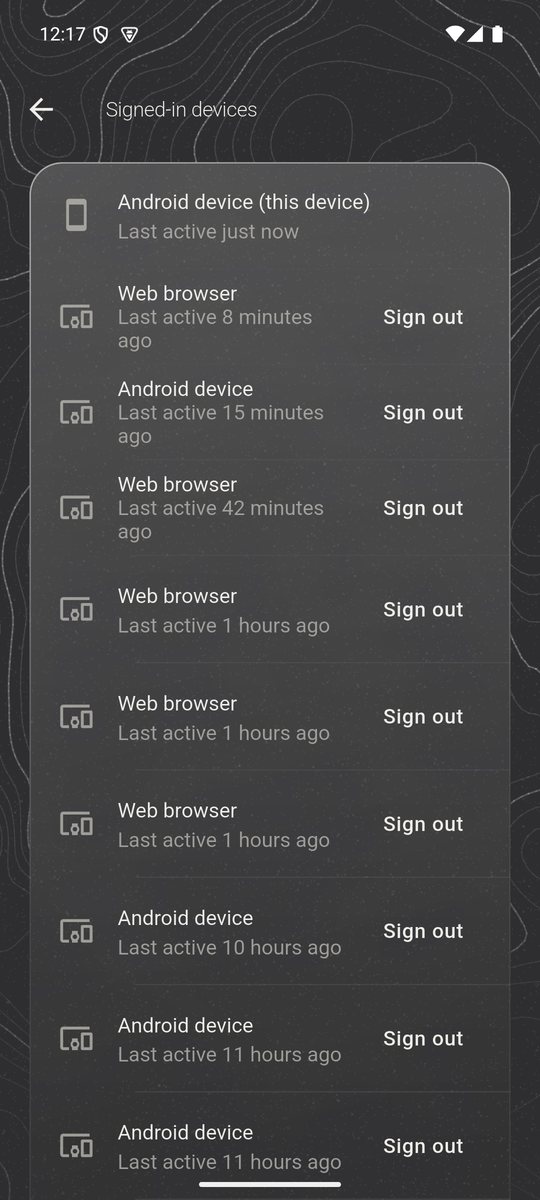 12:17
Signed-in devices
Android device (this device)
Last active just now
Web browser
Last active 8 minutes
ago
Sign out
Android device
Last active 15 minutes
ago
Sign out
Web browser
Last active 42 minutes
ago
Sign out
Web browser
Last active 1 hours ago
Sign out
Web browser
Last active 1 hours ago
Sign out
Web browser
Last active 1 hours ago
Sign out
Android device
Last active 10 hours ago
Sign out
Android device
Last active 11 hours ago
Sign out
Android device
Last active 11 hours ago
Sign out